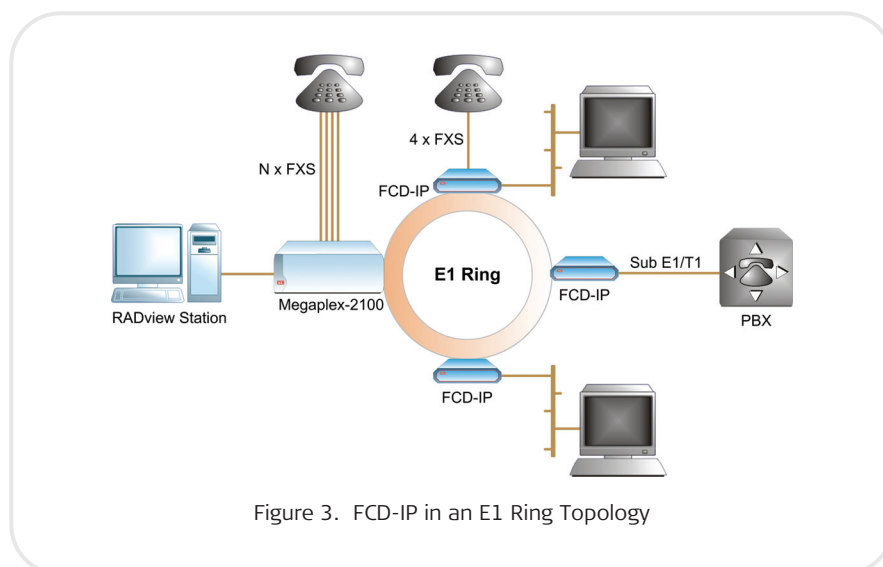 N x FXS
4 x FXS
FCD-IP
E1 Ring
Sub E1/T1
FCD-IP
PBX
RADview Station
Megaplex-2100
FCD-IP
Figure 3. FCD-IP in an E1 Ring Topology